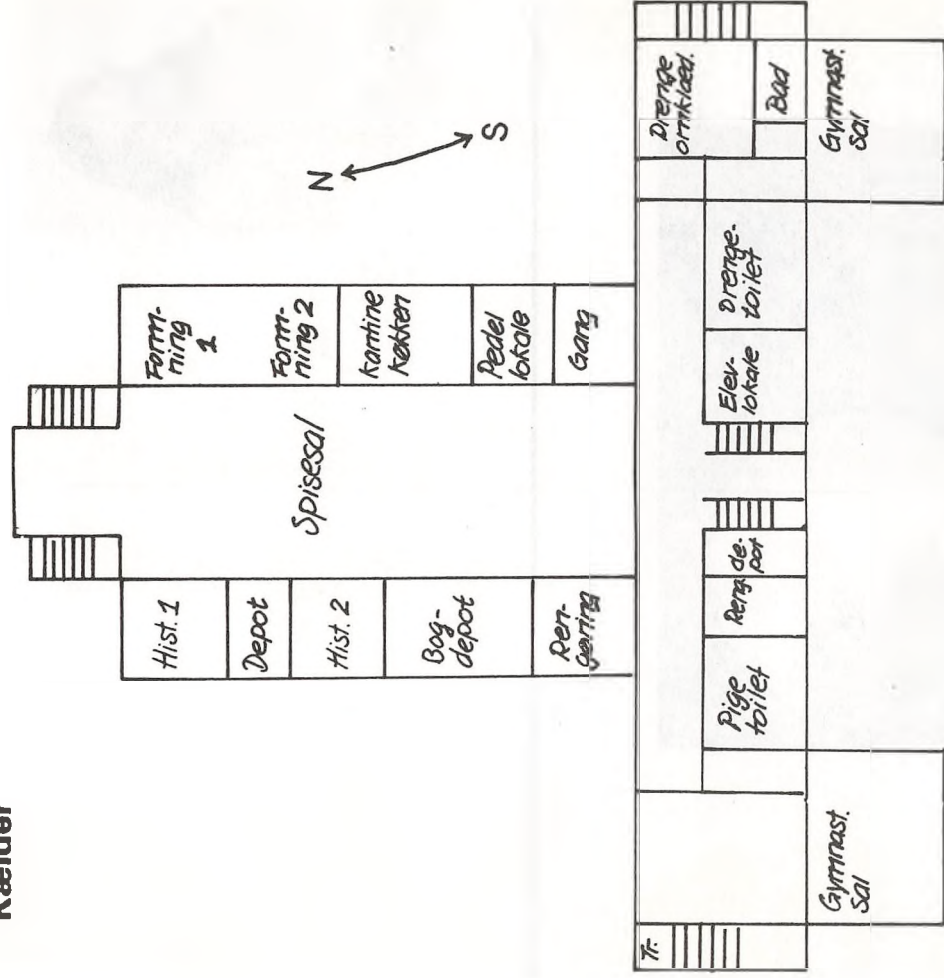 Kælder
N
S
Form-
ning
1
Form-
ning 2
Kantine
køkken
Pedel
lokale
Gang
Spisesal
Hist. 1
Depot
Hist. 2
Bog-
depot
Ren-
gøring
Drenge
omklæd.
Bad
Gymnast.
Sal
Drenge-
toilet
Elev-
lokale
Reng. de-
pot
Pige
toilet
Gymnast.
Sal
Tr.